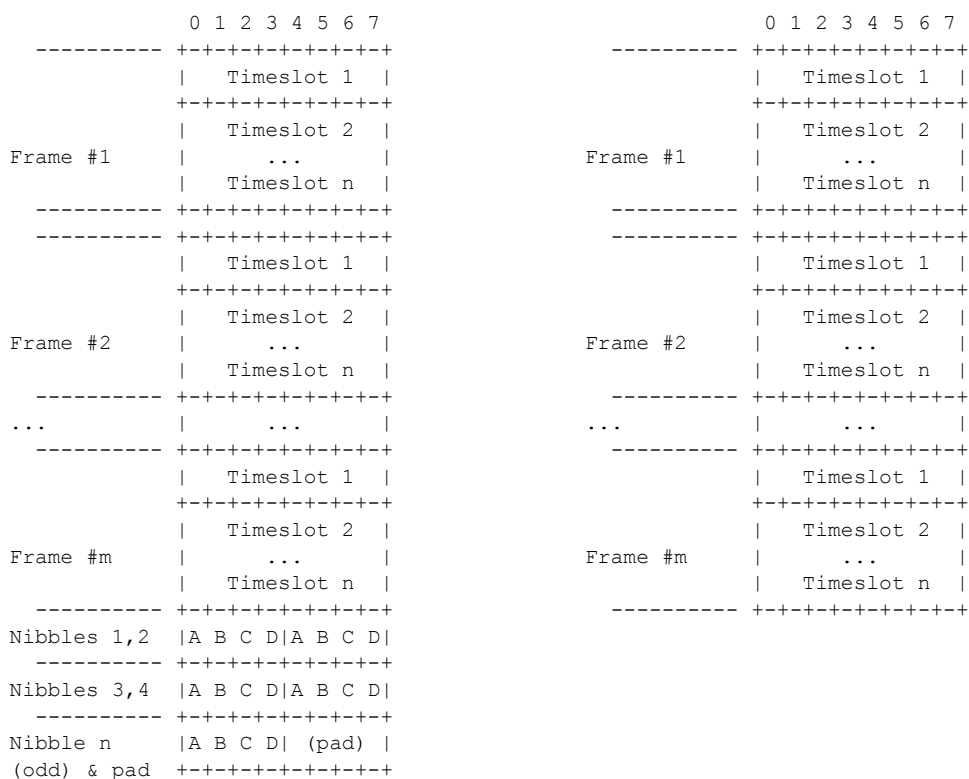 0 1 2 3 4 5 6 7                              0 1 2 3 4 5 6 7
  ---------- +-+-+-+-+-+-+-+-+                 ---------- +-+-+-+-+-+-+-+-+
             |   Timeslot 1  |                            |   Timeslot 1  |
             +-+-+-+-+-+-+-+-+                            +-+-+-+-+-+-+-+-+
             |   Timeslot 2  |                            |   Timeslot 2  |
Frame #1     |      ...      |               Frame #1     |      ...      |
             |   Timeslot n  |                            |   Timeslot n  |
  ---------- +-+-+-+-+-+-+-+-+                 ---------- +-+-+-+-+-+-+-+-+
  ---------- +-+-+-+-+-+-+-+-+                 ---------- +-+-+-+-+-+-+-+-+
             |   Timeslot 1  |                            |   Timeslot 1  |
             +-+-+-+-+-+-+-+-+                            +-+-+-+-+-+-+-+-+
             |   Timeslot 2  |                            |   Timeslot 2  |
Frame #2     |      ...      |               Frame #2     |      ...      |
             |   Timeslot n  |                            |   Timeslot n  |
  ---------- +-+-+-+-+-+-+-+-+                 ---------- +-+-+-+-+-+-+-+-+
...          |      ...      |               ...          |      ...      |
  ---------- +-+-+-+-+-+-+-+-+                 ---------- +-+-+-+-+-+-+-+-+
             |   Timeslot 1  |                            |   Timeslot 1  |
             +-+-+-+-+-+-+-+-+                            +-+-+-+-+-+-+-+-+
             |   Timeslot 2  |                            |   Timeslot 2  |
Frame #m     |      ...      |               Frame #m     |      ...      |
             |   Timeslot n  |                            |   Timeslot n  |
  ---------- +-+-+-+-+-+-+-+-+                 ---------- +-+-+-+-+-+-+-+-+
Nibbles 1,2  |A B C D|A B C D|
  ---------- +-+-+-+-+-+-+-+-+
Nibbles 3,4  |A B C D|A B C D|
  ---------- +-+-+-+-+-+-+-+-+
Nibble n     |A B C D| (pad) |
(odd) & pad  +-+-+-+-+-+-+-+-+